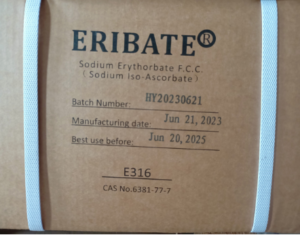 ERIBATE®
Sodium Erythorbate F.C.C.
(Sodium Iso-Ascorbate)
Batch Number: HY20230621
Manufacturing date: Jun 21, 2023
Best use before: Jun 20, 2025
E316
CAS No.6381-77-7